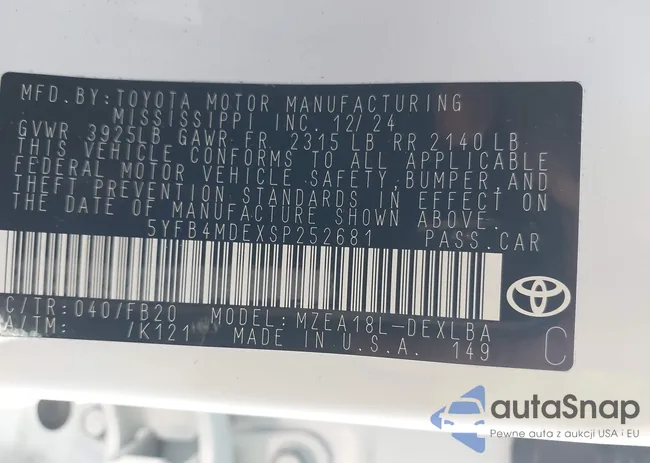 MFD. BY: TOYOTA MOTOR MANUFACTURING
MISSISSIPPI INC. 12/24
GVWR 3925LB GAWR FR 2315 LB RR 2140 LB
THIS VEHICLE CONFORMS TO ALL APPLICABLE
FEDERAL MOTOR VEHICLE SAFETY, BUMPER, AND
THEFT PREVENTION STANDARDS IN EFFECT ON
THE DATE OF MANUFACTURE SHOWN ABOVE.
5YFB4MDEXSP252681 PASS. CAR
C/TR: 040/FB20 MODEL: MZEA18L-DEXLBA
A/TM: /K121 MADE IN U.S.A. 149 C
autaSnap
Pewne auta z aukcji USA i EU